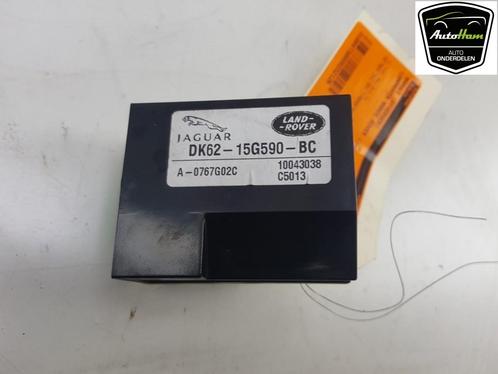 JAGUAR
LAND-
-ROVER
DK62-15G590-BC
A-0767G02C
10043038
C5013
AutoHam
AUTO
ONDERDELEN